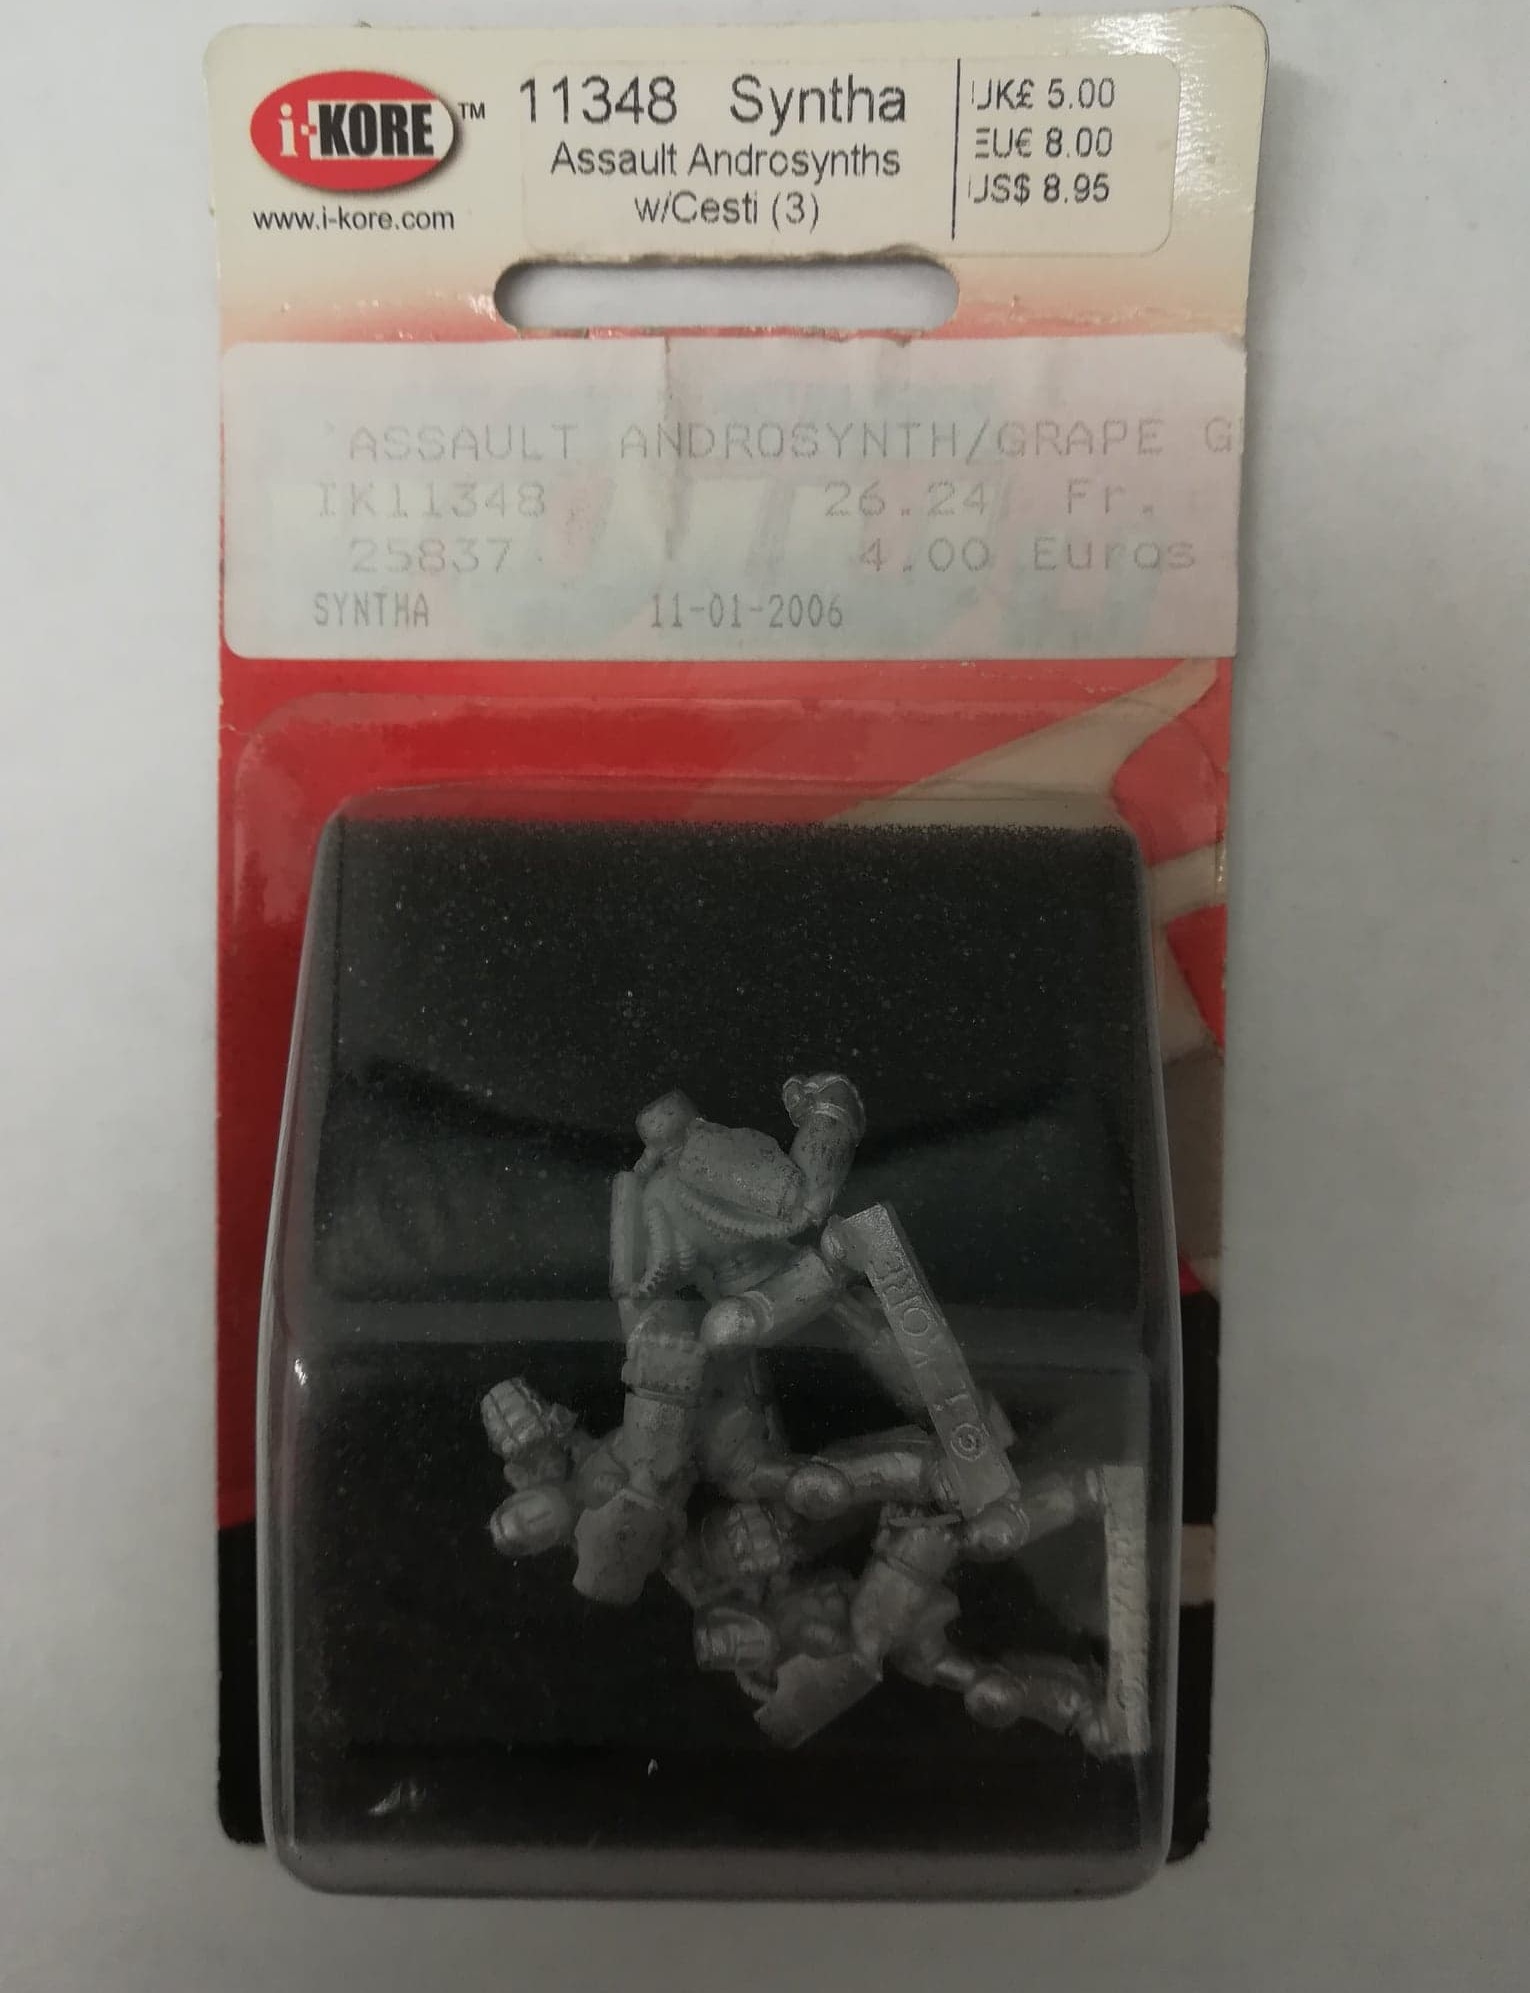 i-KORE™
www.i-kore.com
11348 Syntha
Assault Androsynths
w/Cesti (3)
UK£ 5.00
EU€ 8.00
US$ 8.95
ASSAULT ANDROSYNTH/GRAPE G
IK11348 26.24 Fr.
25837 4.00 Euros
SYNTHA 11-01-2006